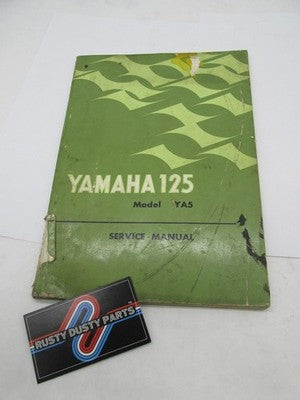 YAMAHA 125
Model YA5
SERVICE MANUAL
RUSTY DUSTY PARTS